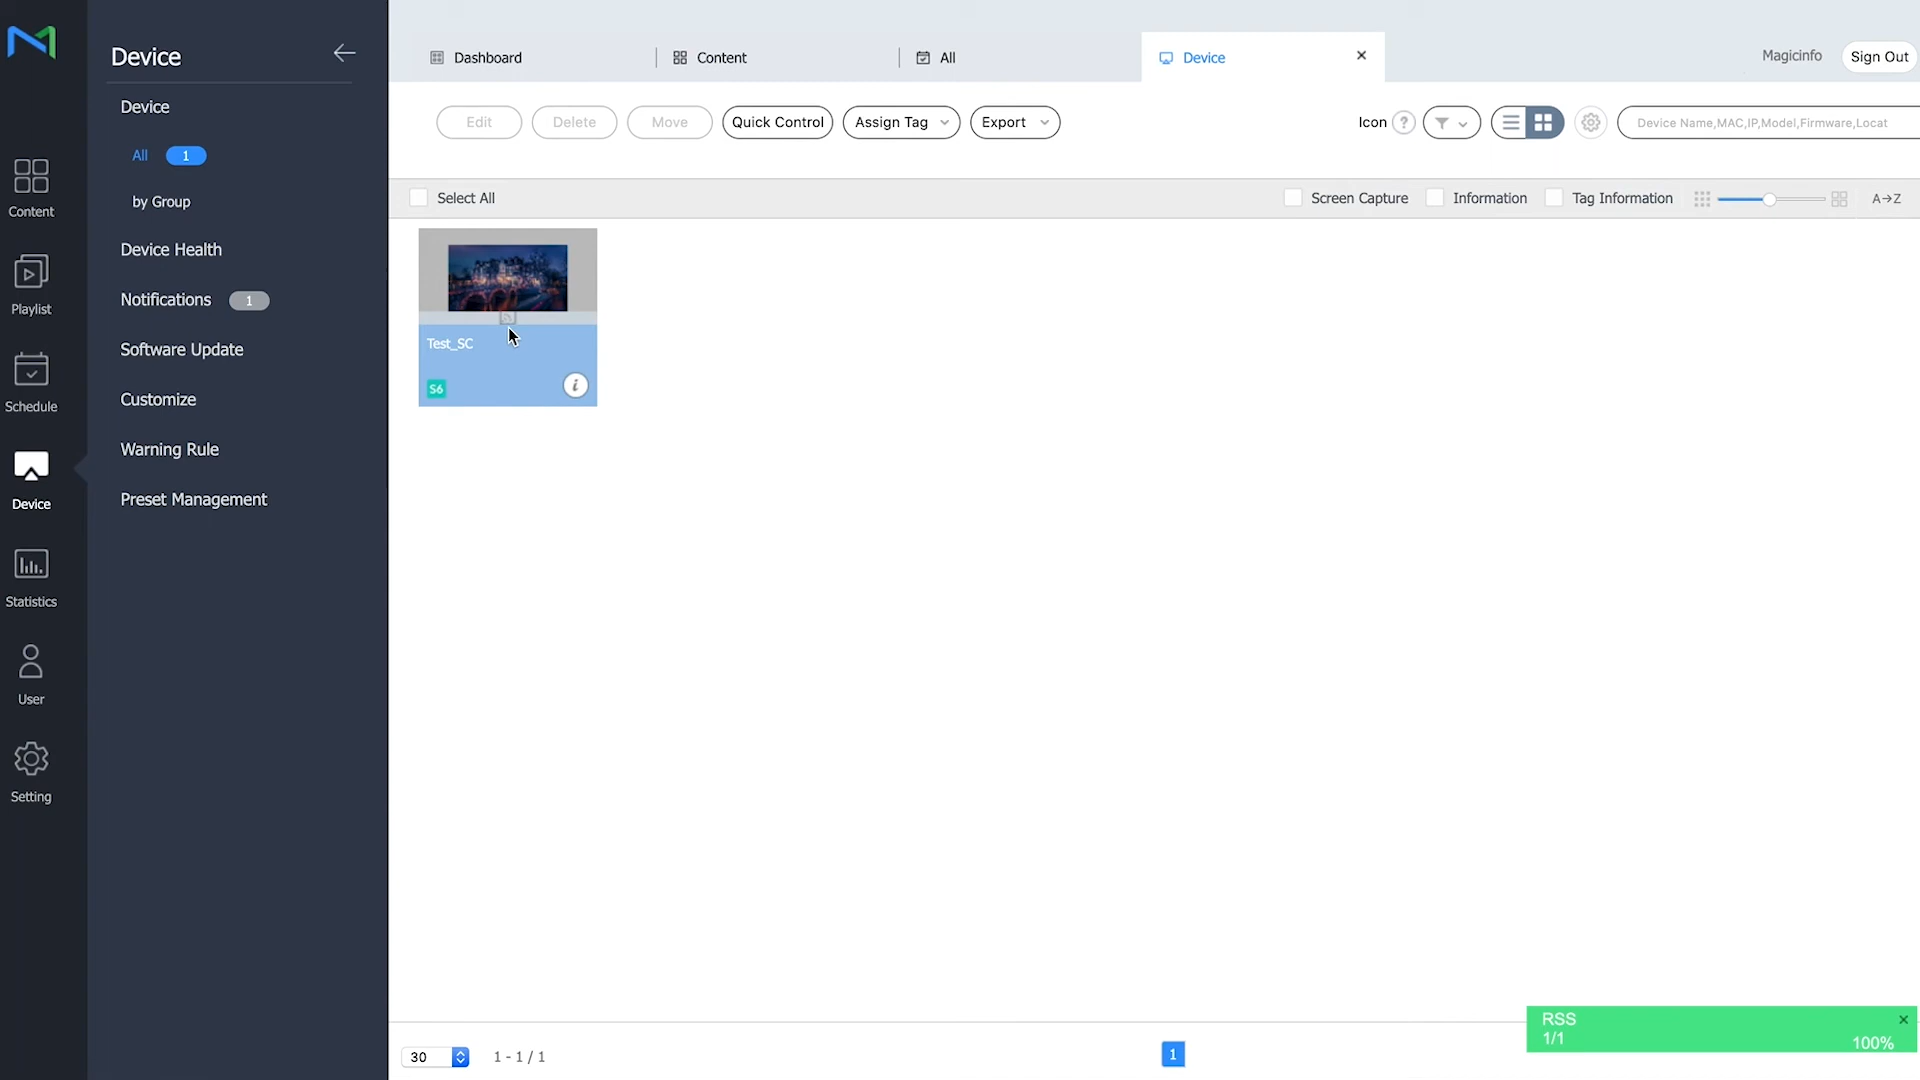 Device
Dashboard
Content
All
Device
Magicinfo
Sign Out
Device
All 1
by Group
Device Health
Notifications 1
Software Update
Customize
Warning Rule
Preset Management
Content
Playlist
Schedule
Device
Statistics
User
Setting
Edit
Delete
Move
Quick Control
Assign Tag
Export
Icon ?
Device Name,MAC,IP,Model,Firmware,Locat
Select All
Screen Capture
Information
Tag Information
A→Z
Test_SC
S6
i
30
1 - 1 / 1
1
RSS
1/1
100%